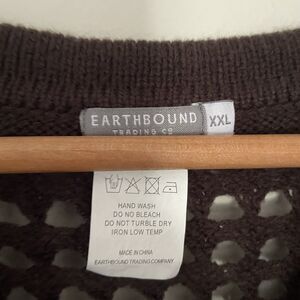 EARTHBOUND
TRADING CO
XXL
HAND WASH
DO NOT BLEACH
DO NOT TURBLE DRY
IRON LOW TEMP
MADE IN CHINA
EARTHBOUND TRADING COMPANY